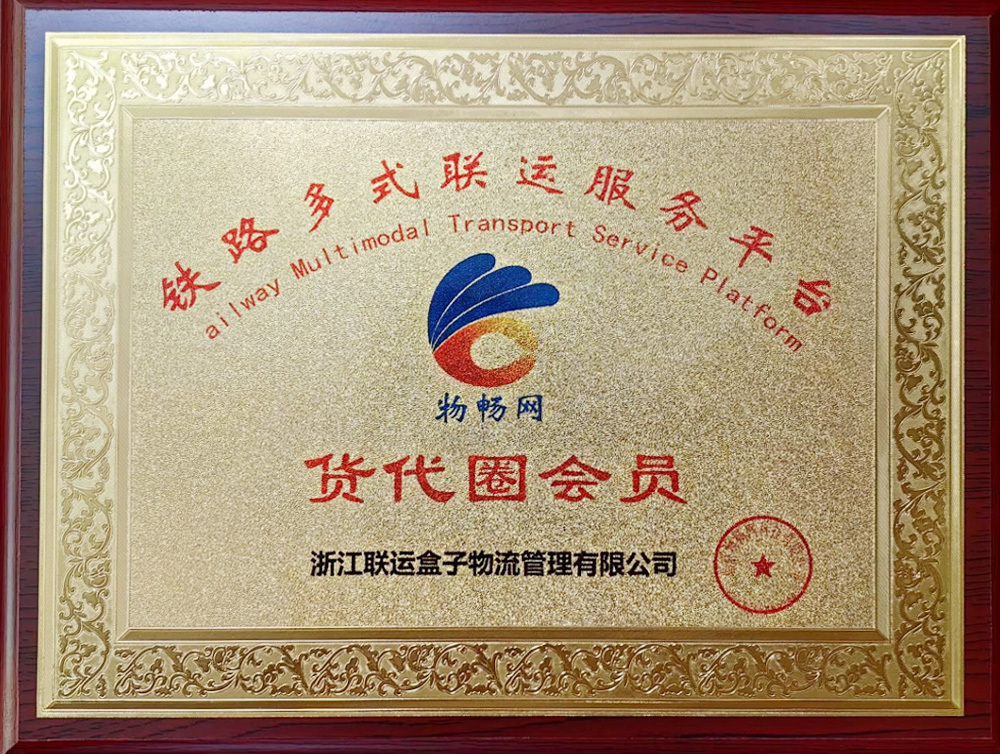 铁路多式联运服务平台
ailway Multimodal Transport Service Platform
物畅网
货代圈会员
浙江联运盒子物流管理有限公司